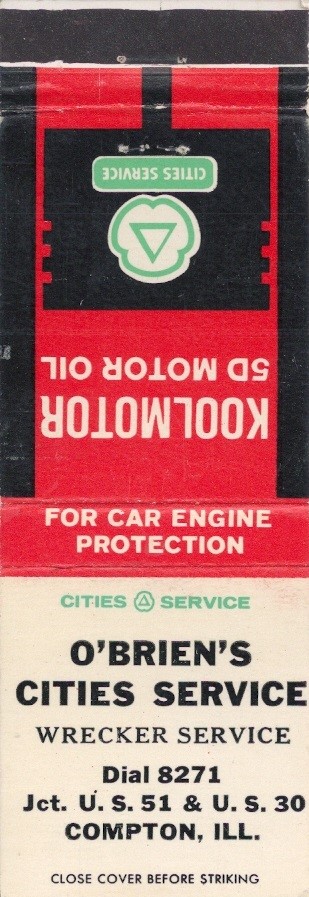 CITIES SERVICE
KOOLMOTOR
5D MOTOR OIL
FOR CAR ENGINE
PROTECTION
CITIES SERVICE
O'BRIEN'S
CITIES SERVICE
WRECKER SERVICE
Dial 8271
Jct. U. S. 51 & U. S. 30
COMPTON, ILL.
CLOSE COVER BEFORE STRIKING